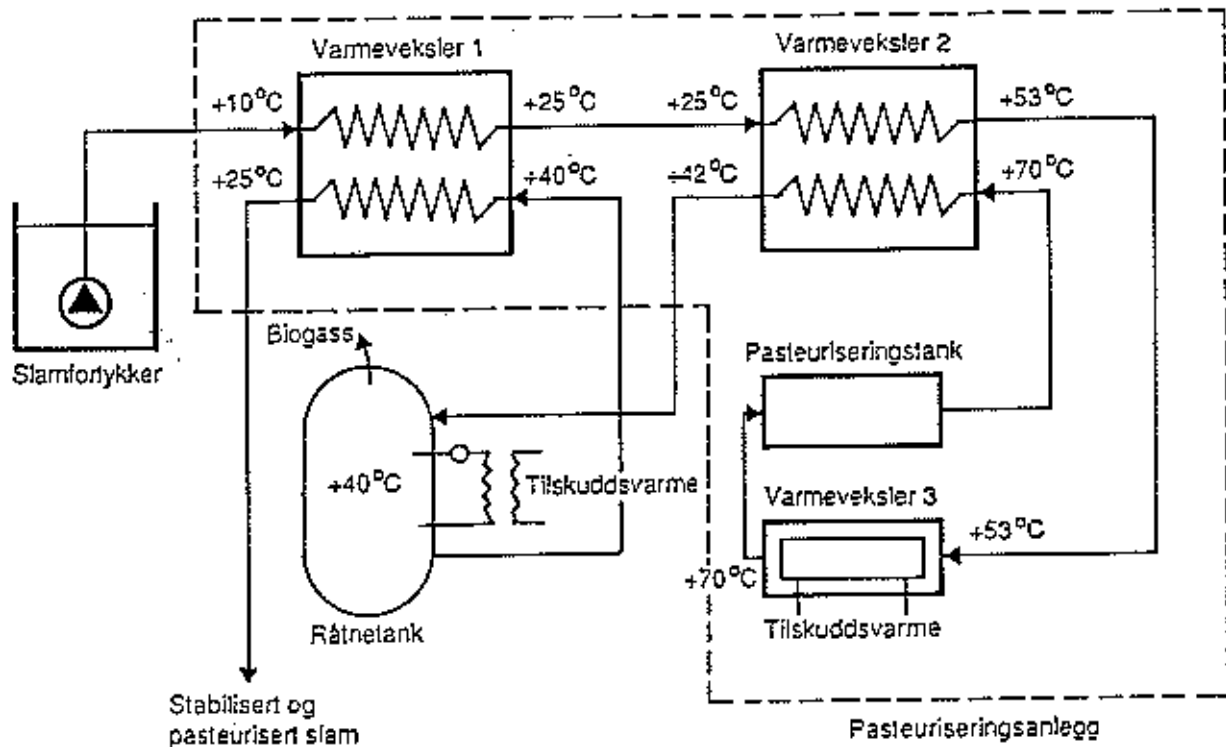 Varmeveksler 1
Varmeveksler 2
+10°C
+25°C
+25°C
+53°C
+25°C
+40°C
+42°C
+70°C
Slamfortykker
Biogass
Pasteuriseringstank
+40°C
Tilskuddsvarme
Varmeveksler 3
+53°C
+70°C
Råtnetank
Tilskuddsvarme
Stabilisert og
pasteurisert slam
Pasteuriseringsanlegg